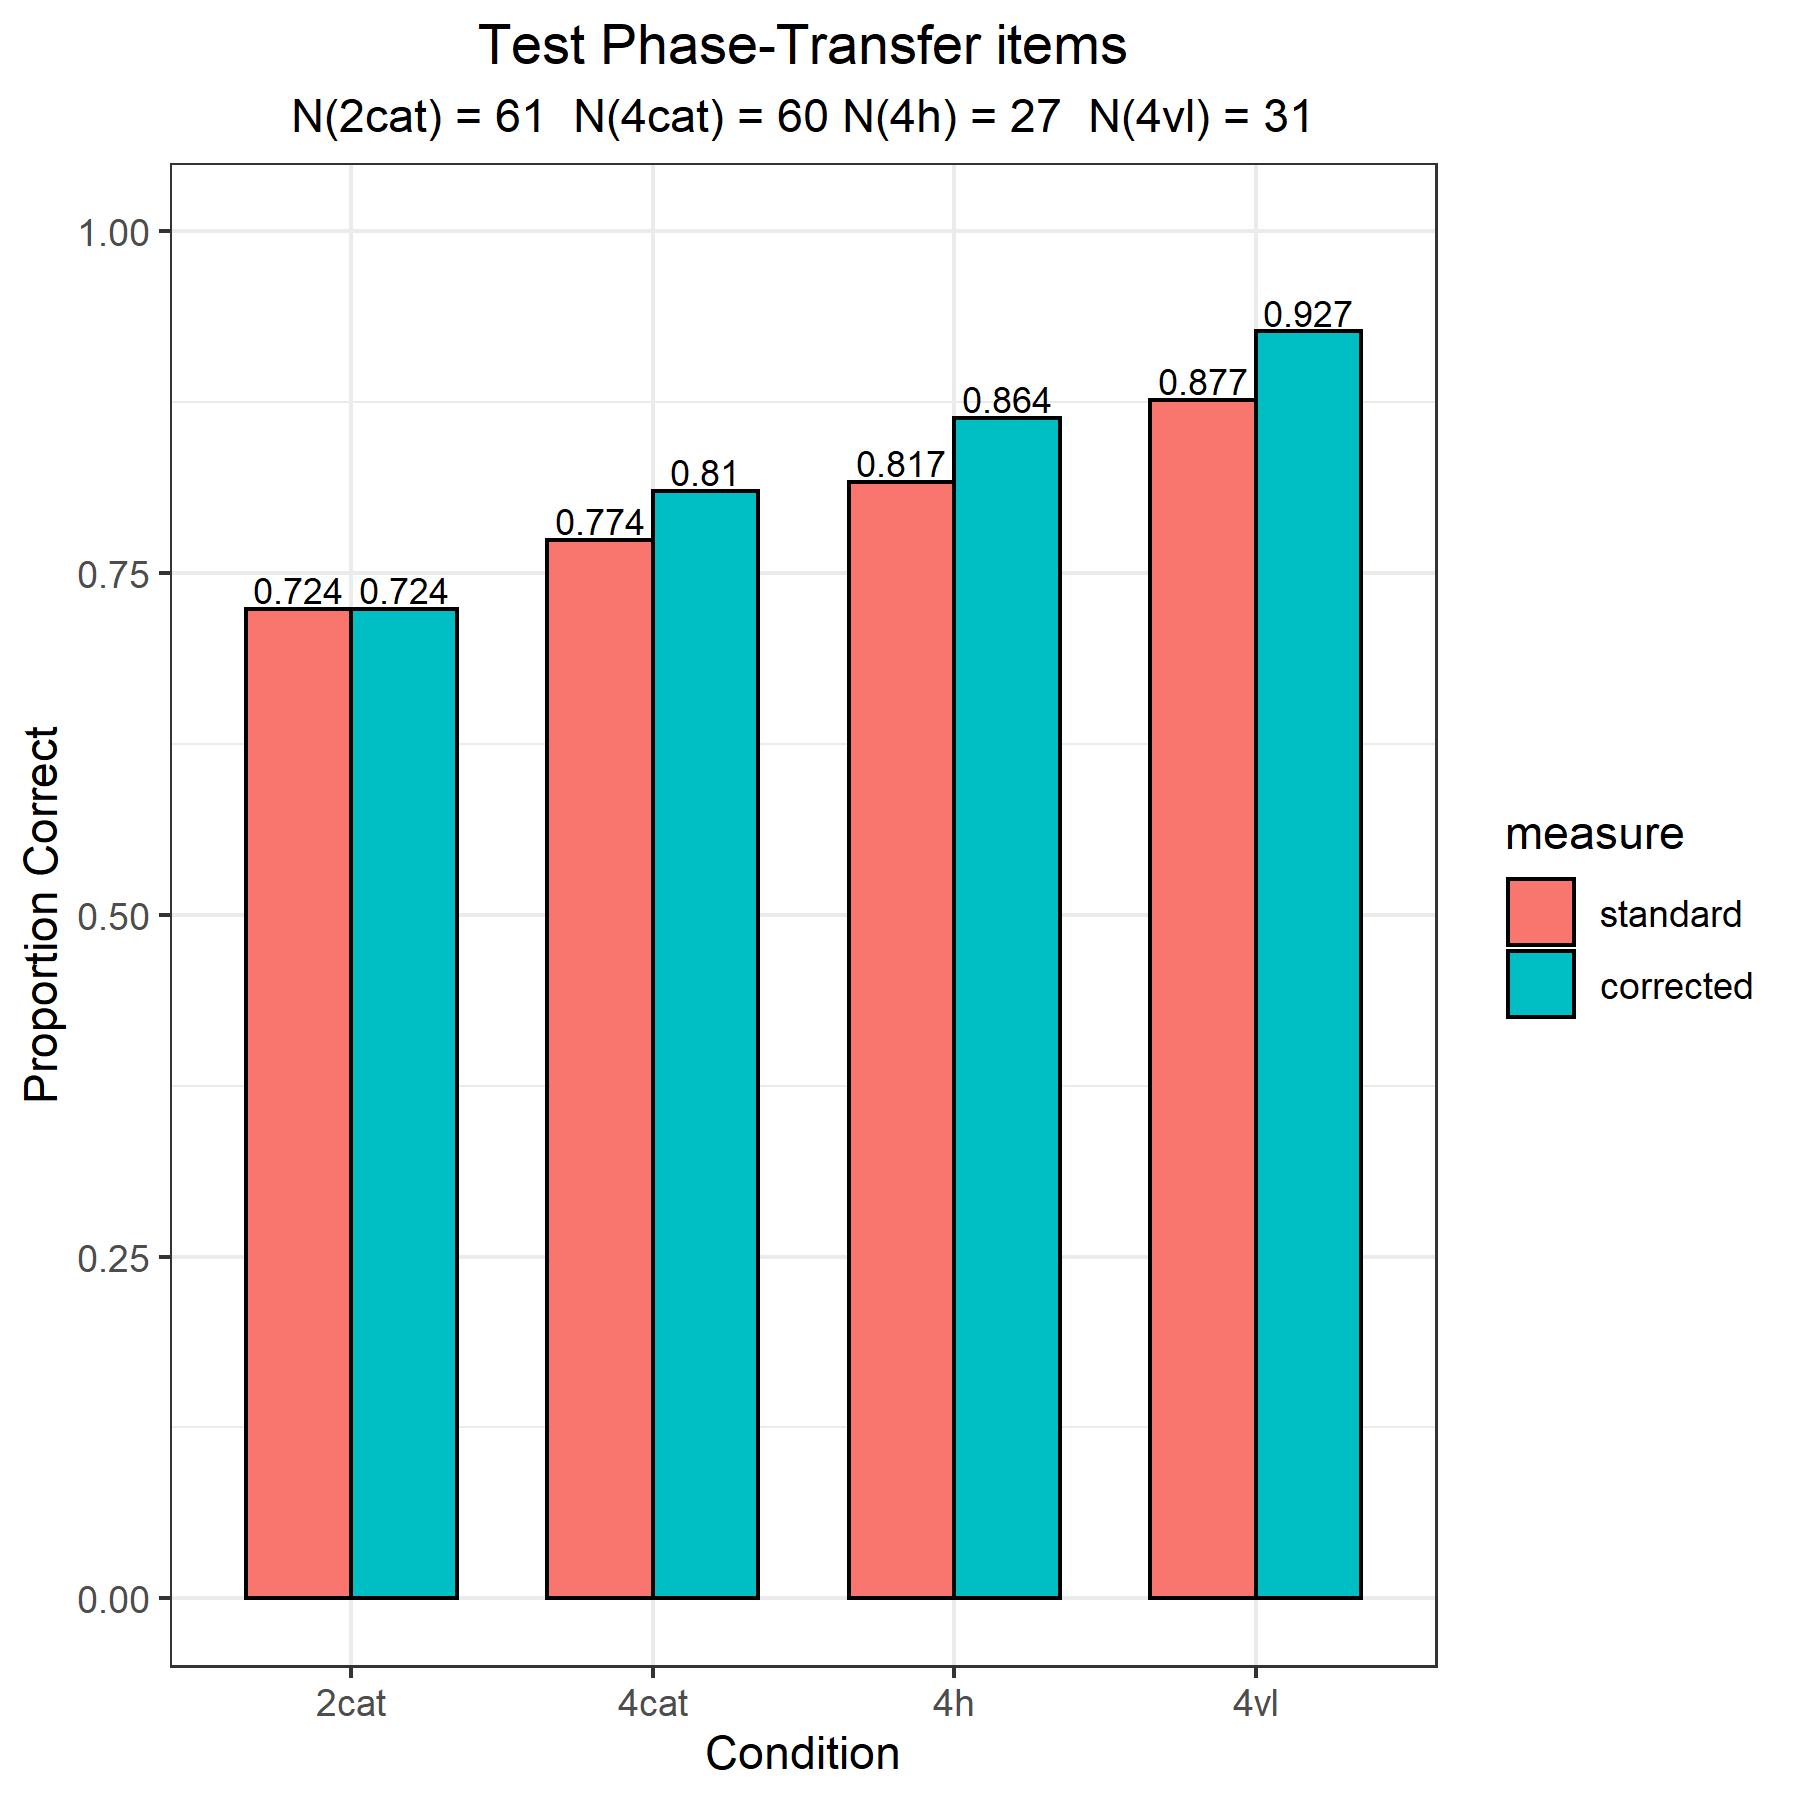 Test Phase-Transfer items
N(2cat) = 61  N(4cat) = 60 N(4h) = 27  N(4vl) = 31
Proportion Correct
1.00
0.75
0.50
0.25
0.00
0.724
0.724
0.774
0.81
0.817
0.864
0.877
0.927
2cat
4cat
4h
4vl
Condition
measure
standard
corrected